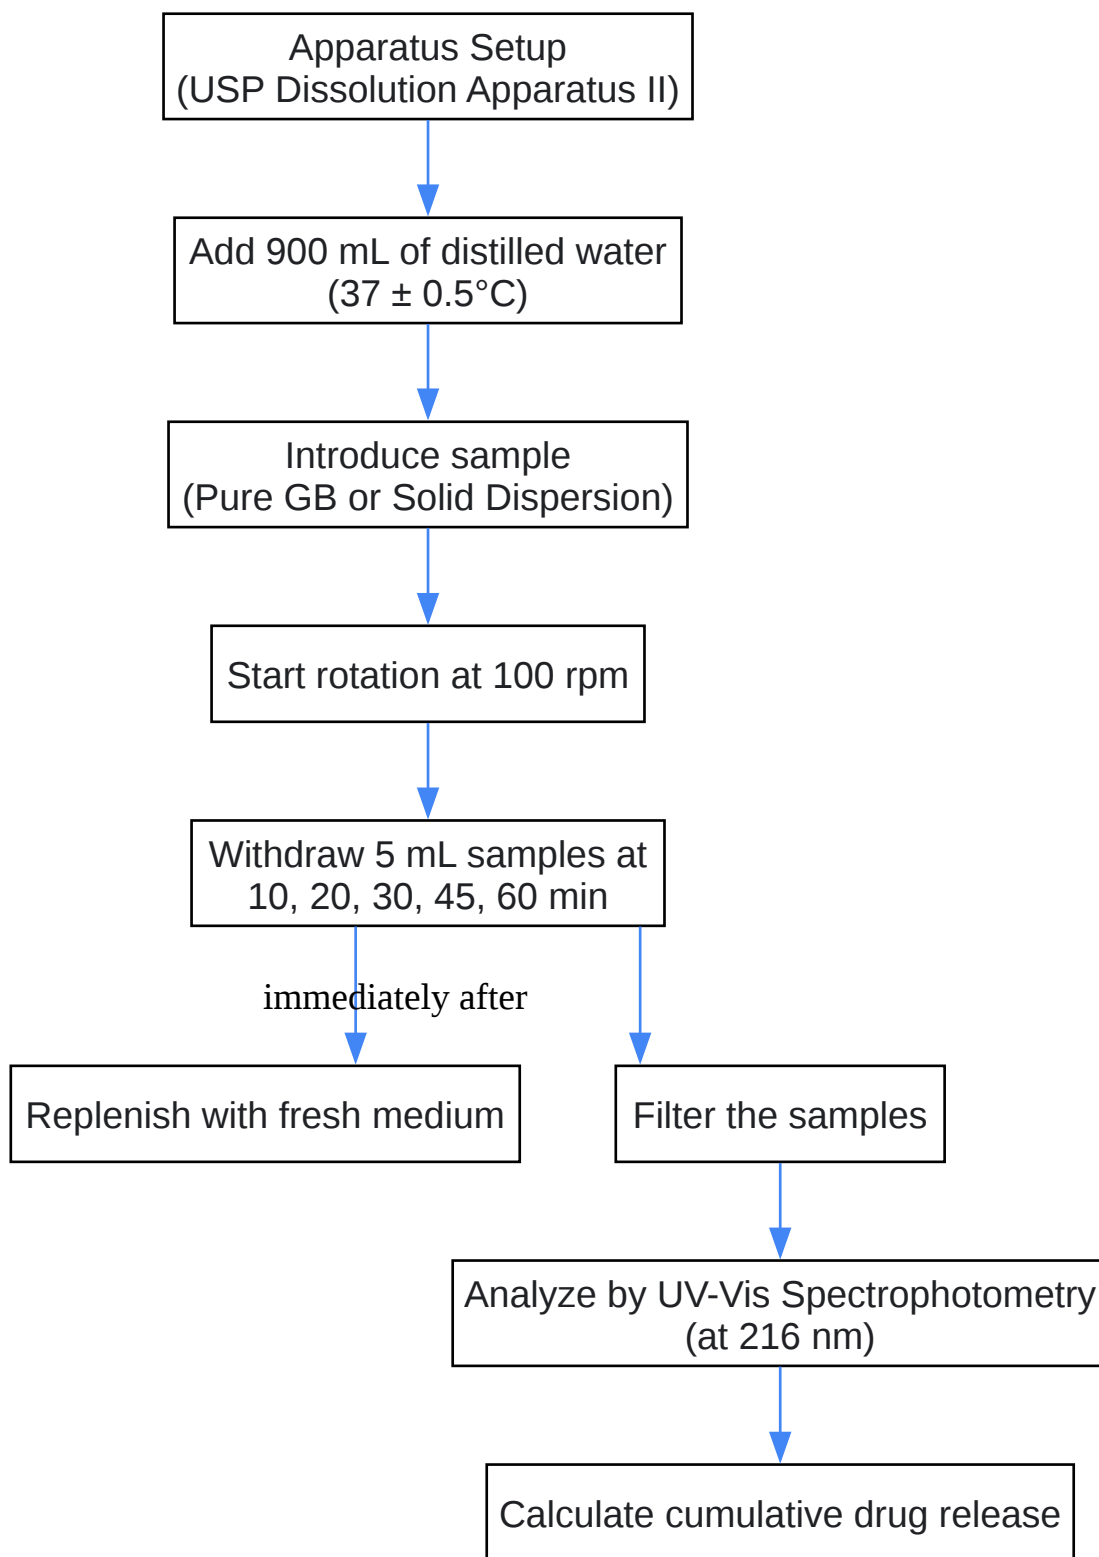 Apparatus Setup
(USP Dissolution Apparatus II)
Add 900 mL of distilled water
(37 ± 0.5°C)
Introduce sample
(Pure GB or Solid Dispersion)
Start rotation at 100 rpm
Withdraw 5 mL samples at
10, 20, 30, 45, 60 min
immediately after
Replenish with fresh medium
Filter the samples
Analyze by UV-Vis Spectrophotometry
(at 216 nm)
Calculate cumulative drug release